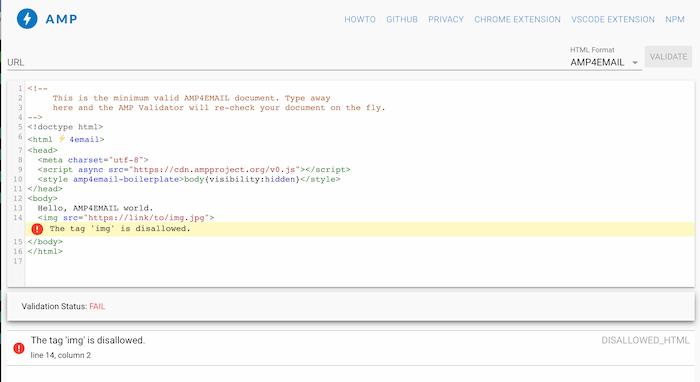 AMP
HOWTO GITHUB PRIVACY CHROME EXTENSION VSCODE EXTENSION NPM
HTML Format
URL
AMP4EMAIL
VALIDATE
1 <!--
2 This is the minimum valid AMP4EMAIL document. Type away
3 here and the AMP Validator will re-check your document on the fly.
4 -->
5 <!doctype html>
6 <html ⚡4email>
7 <head>
8 <meta charset="utf-8">
9 <script async src="https://cdn.ampproject.org/v0.js"></script>
10 <style amp4email-boilerplate>body{visibility:hidden}</style>
11 </head>
12 <body>
13 Hello, AMP4EMAIL world.
14 <img src="https://link/to/img.jpg">
The tag 'img' is disallowed.
15 </body>
16 </html>
17
Validation Status: FAIL
The tag 'img' is disallowed. DISALLOWED_HTML
line 14, column 2